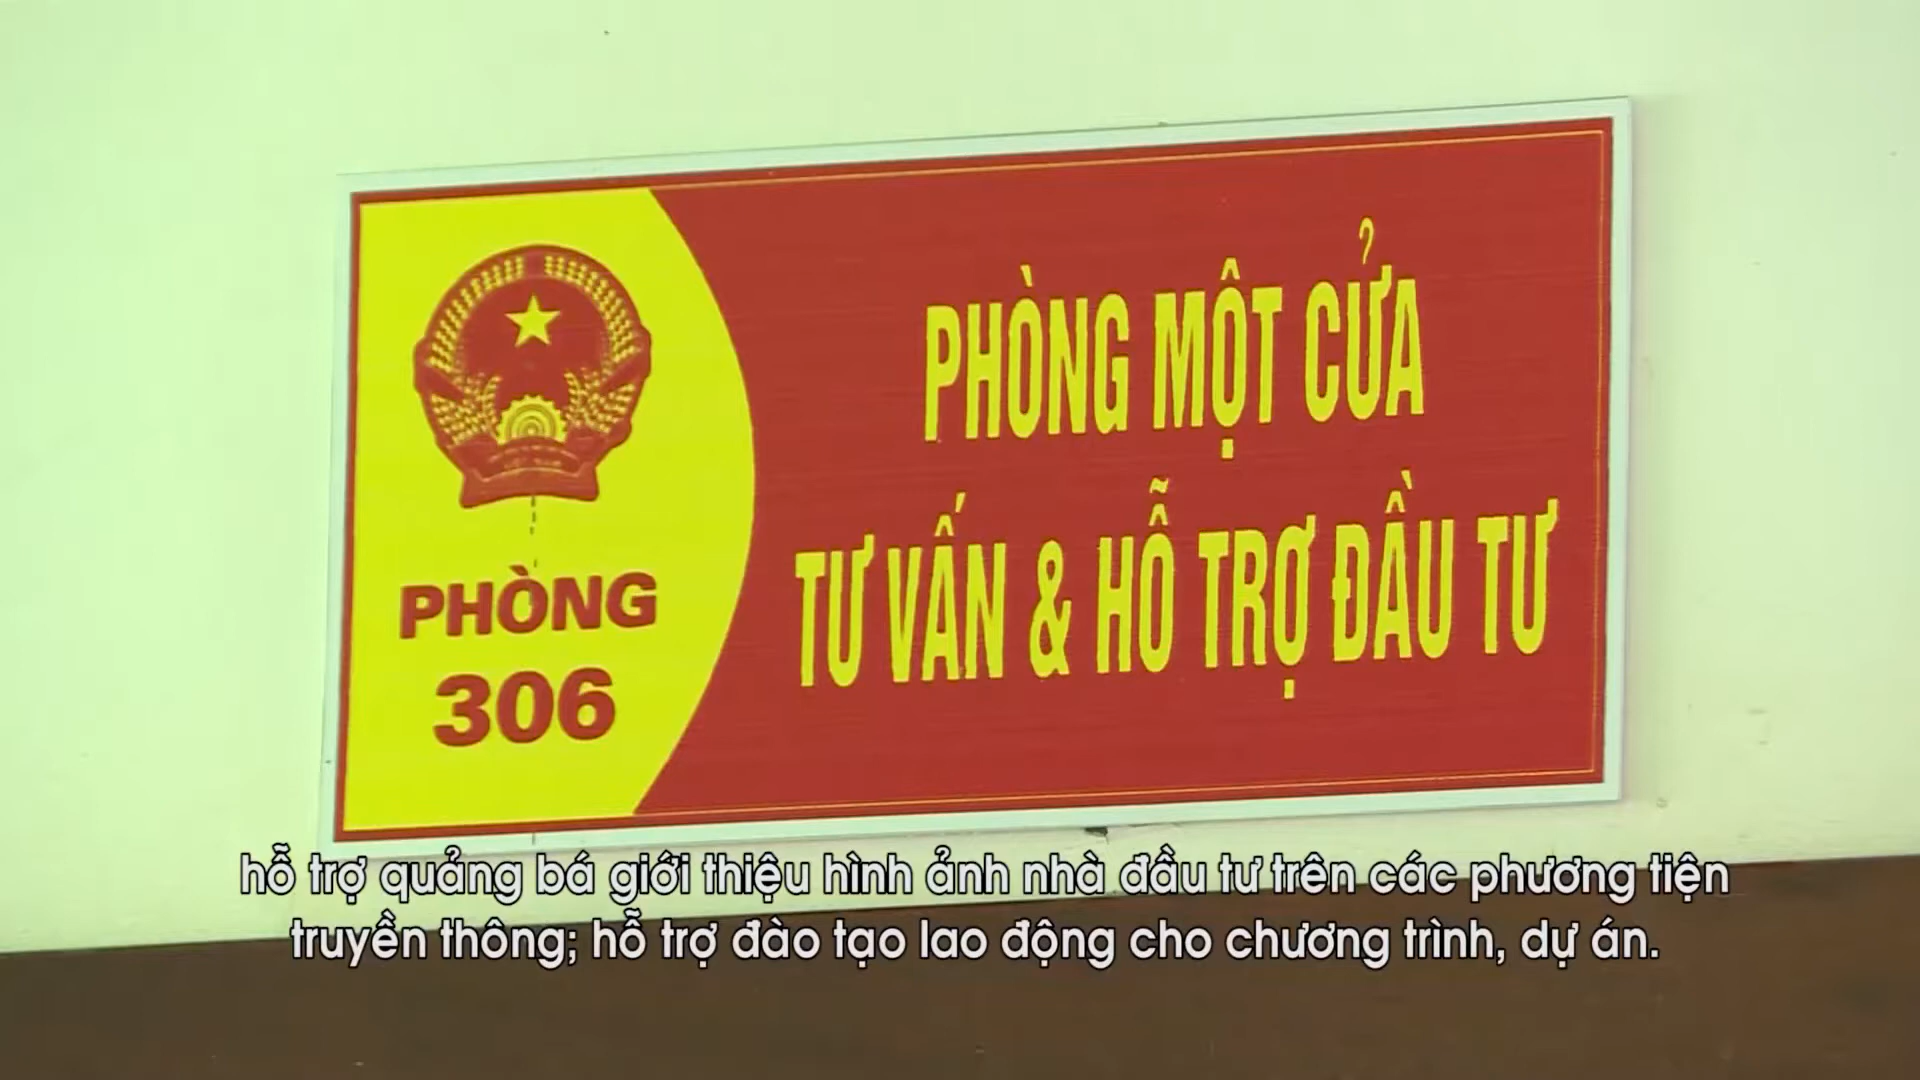 PHÒNG
306
PHÒNG MỘT CỬA
TƯ VẤN & HỖ TRỢ ĐẦU TƯ
hỗ trợ quảng bá giới thiệu hình ảnh nhà đầu tư trên các phương tiện
truyền thông; hỗ trợ đào tạo lao động cho chương trình, dự án.